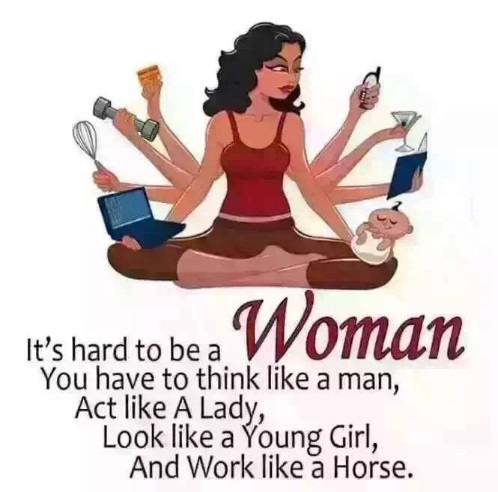 It's hard to be a Woman
You have to think like a man,
Act like A Lady,
Look like a Young Girl,
And Work like a Horse.